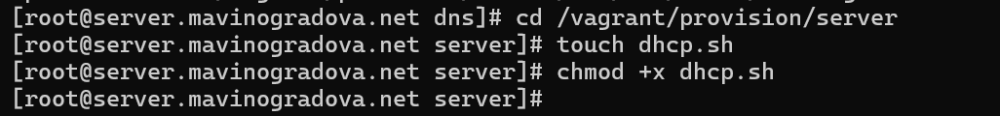 [root@server.mavinogradova.net dns]# cd /vagrant/provision/server
[root@server.mavinogradova.net server]# touch dhcp.sh
[root@server.mavinogradova.net server]# chmod +x dhcp.sh
[root@server.mavinogradova.net server]#